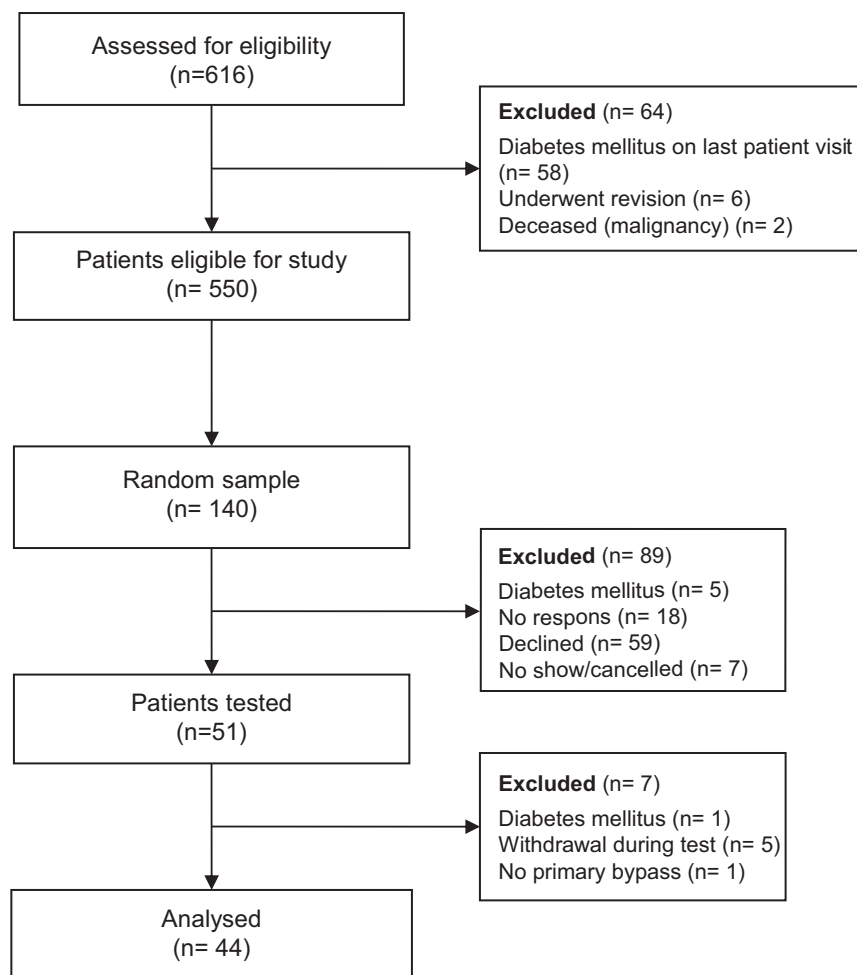 Assessed for eligibility
(n=616)
Excluded (n= 64)
Diabetes mellitus on last patient visit
(n= 58)
Underwent revision (n= 6)
Deceased (malignancy) (n= 2)
Patients eligible for study
(n= 550)
Random sample
(n= 140)
Excluded (n= 89)
Diabetes mellitus (n= 5)
No respons (n= 18)
Declined (n= 59)
No show/cancelled (n= 7)
Patients tested
(n=51)
Excluded (n= 7)
Diabetes mellitus (n= 1)
Withdrawal during test (n= 5)
No primary bypass (n= 1)
Analysed
(n= 44)